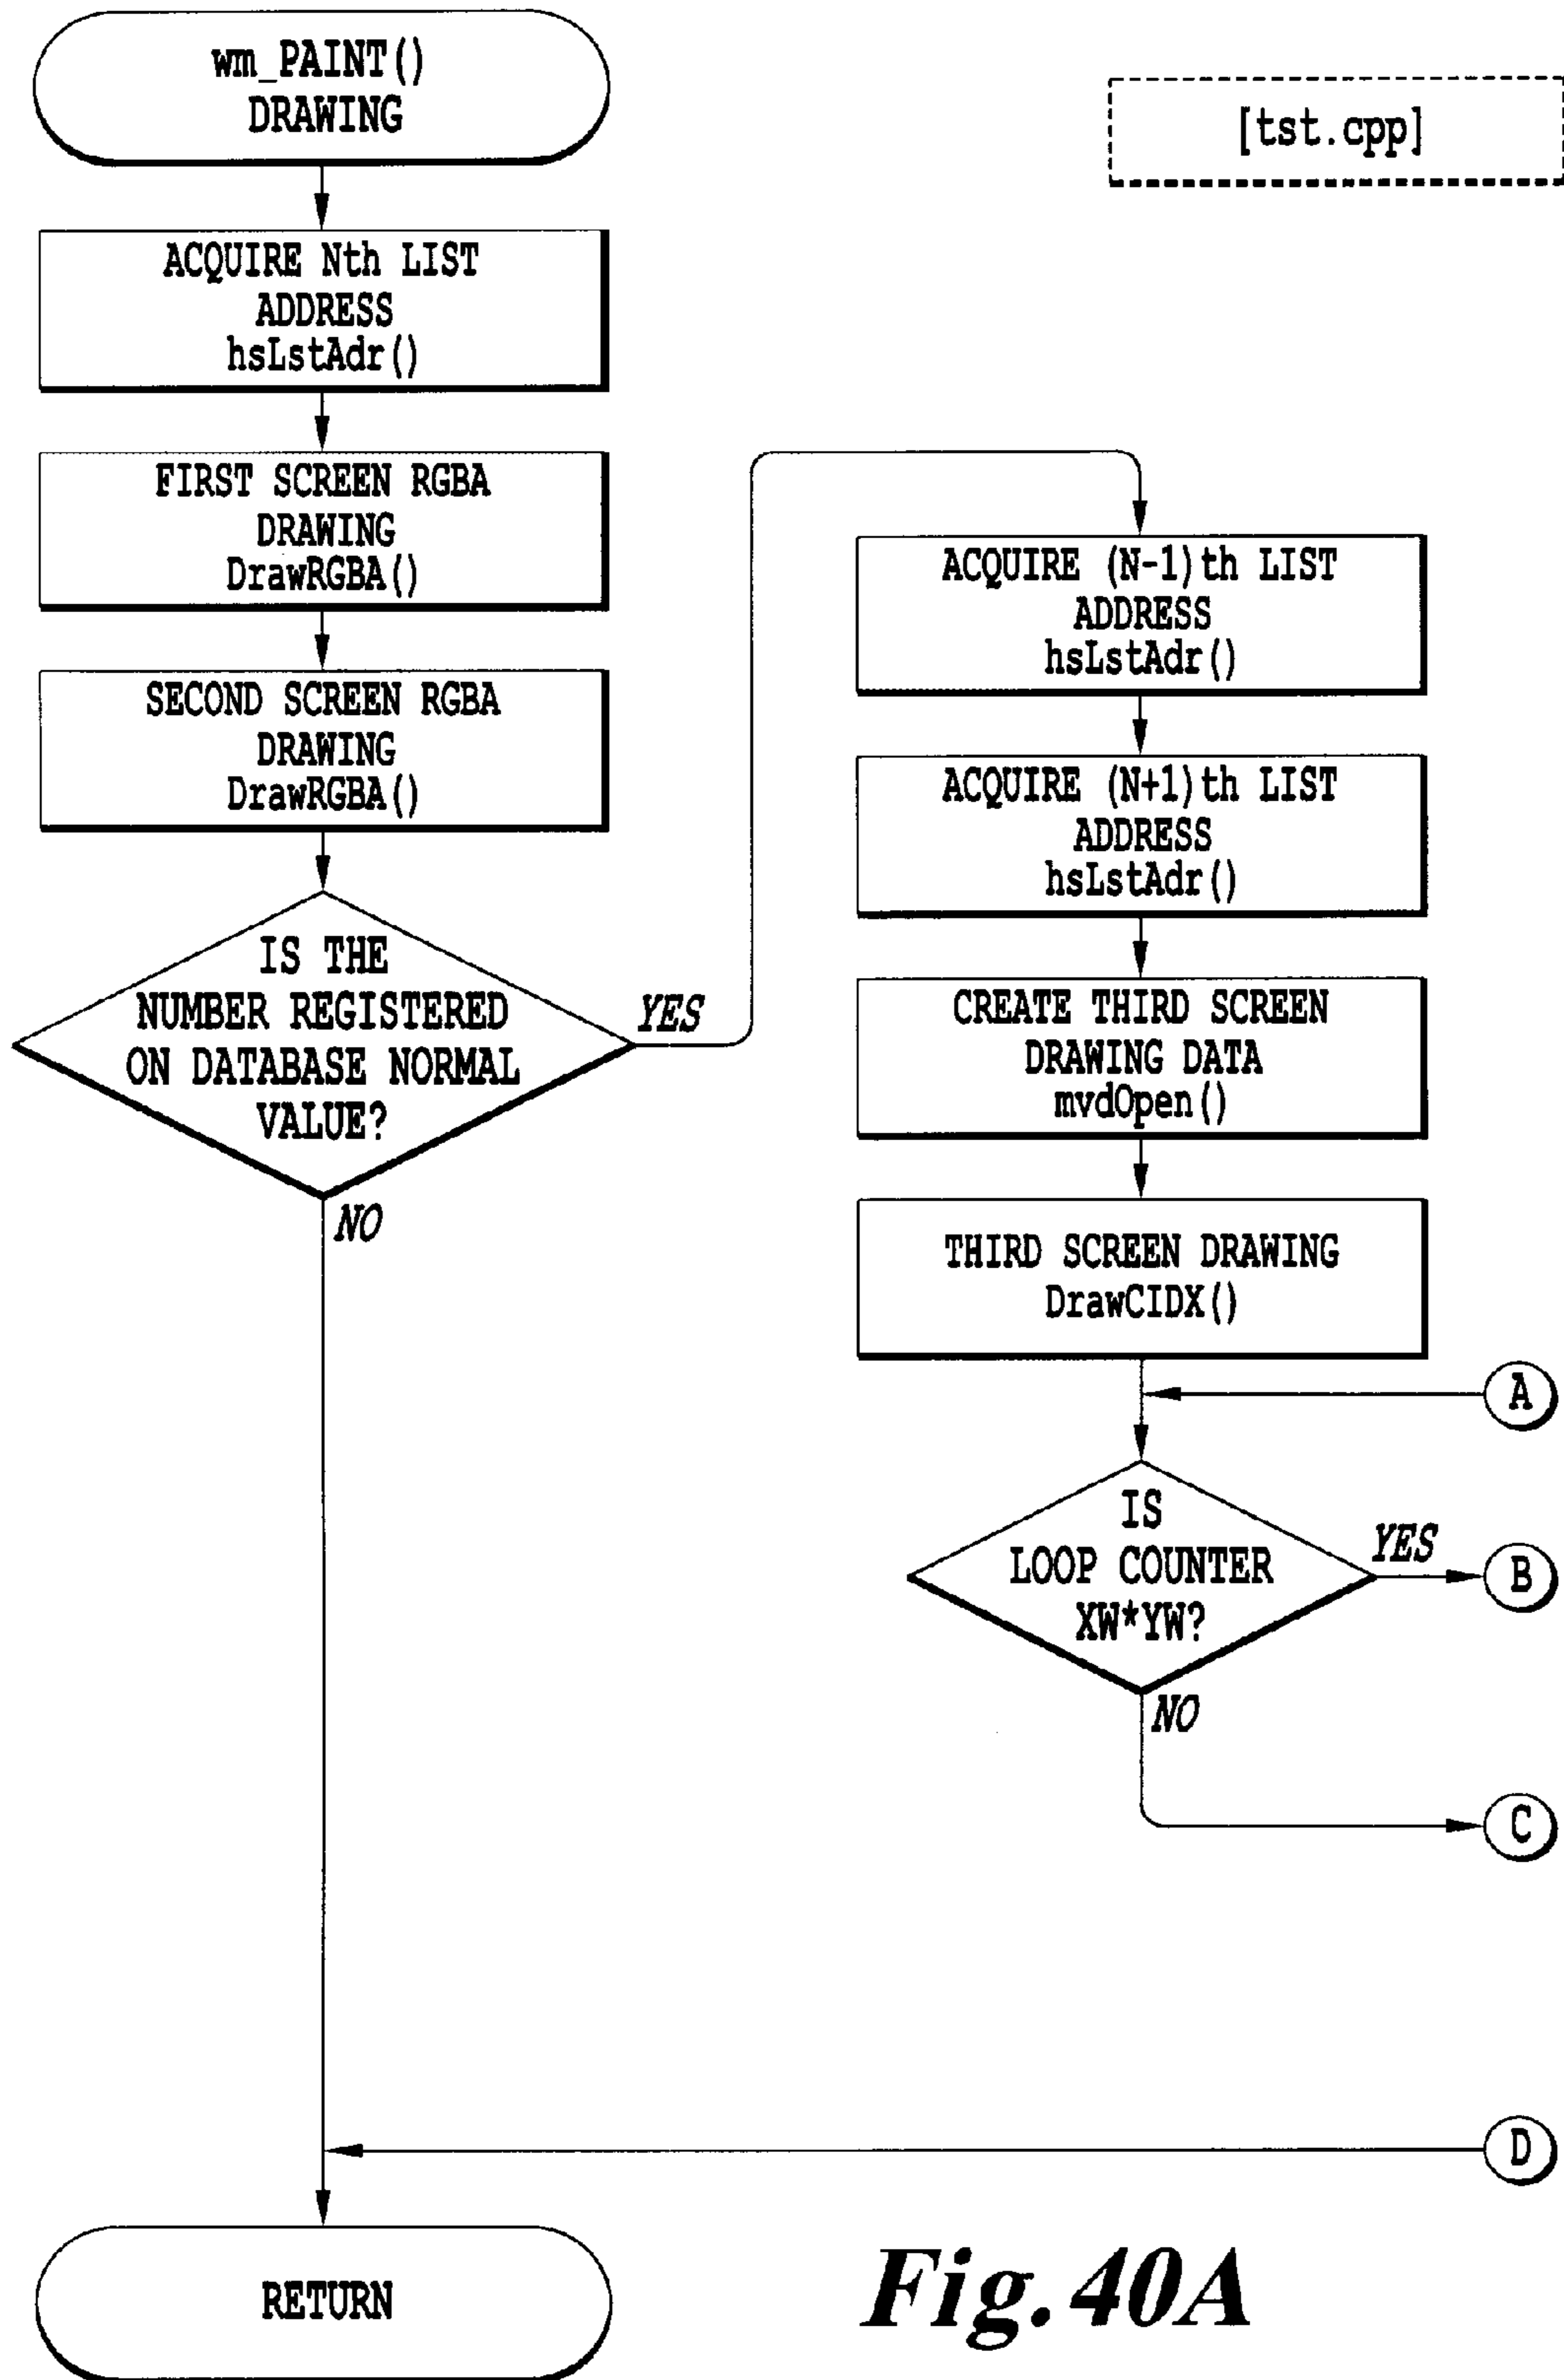 wm_PAINT()
DRAWING
[tst.cpp]
ACQUIRE Nth LIST
ADDRESS
hsLstAdr()
FIRST SCREEN RGBA
DRAWING
DrawRGBA()
SECOND SCREEN RGBA
DRAWING
DrawRGBA()
IS THE
NUMBER REGISTERED
ON DATABASE NORMAL
VALUE?
YES
NO
ACQUIRE (N-1)th LIST
ADDRESS
hsLstAdr()
ACQUIRE (N+1)th LIST
ADDRESS
hsLstAdr()
CREATE THIRD SCREEN
DRAWING DATA
mvdOpen()
THIRD SCREEN DRAWING
DrawCIDX()
A
IS
LOOP COUNTER
XW*YW?
YES
B
NO
C
D
RETURN
Fig. 40A